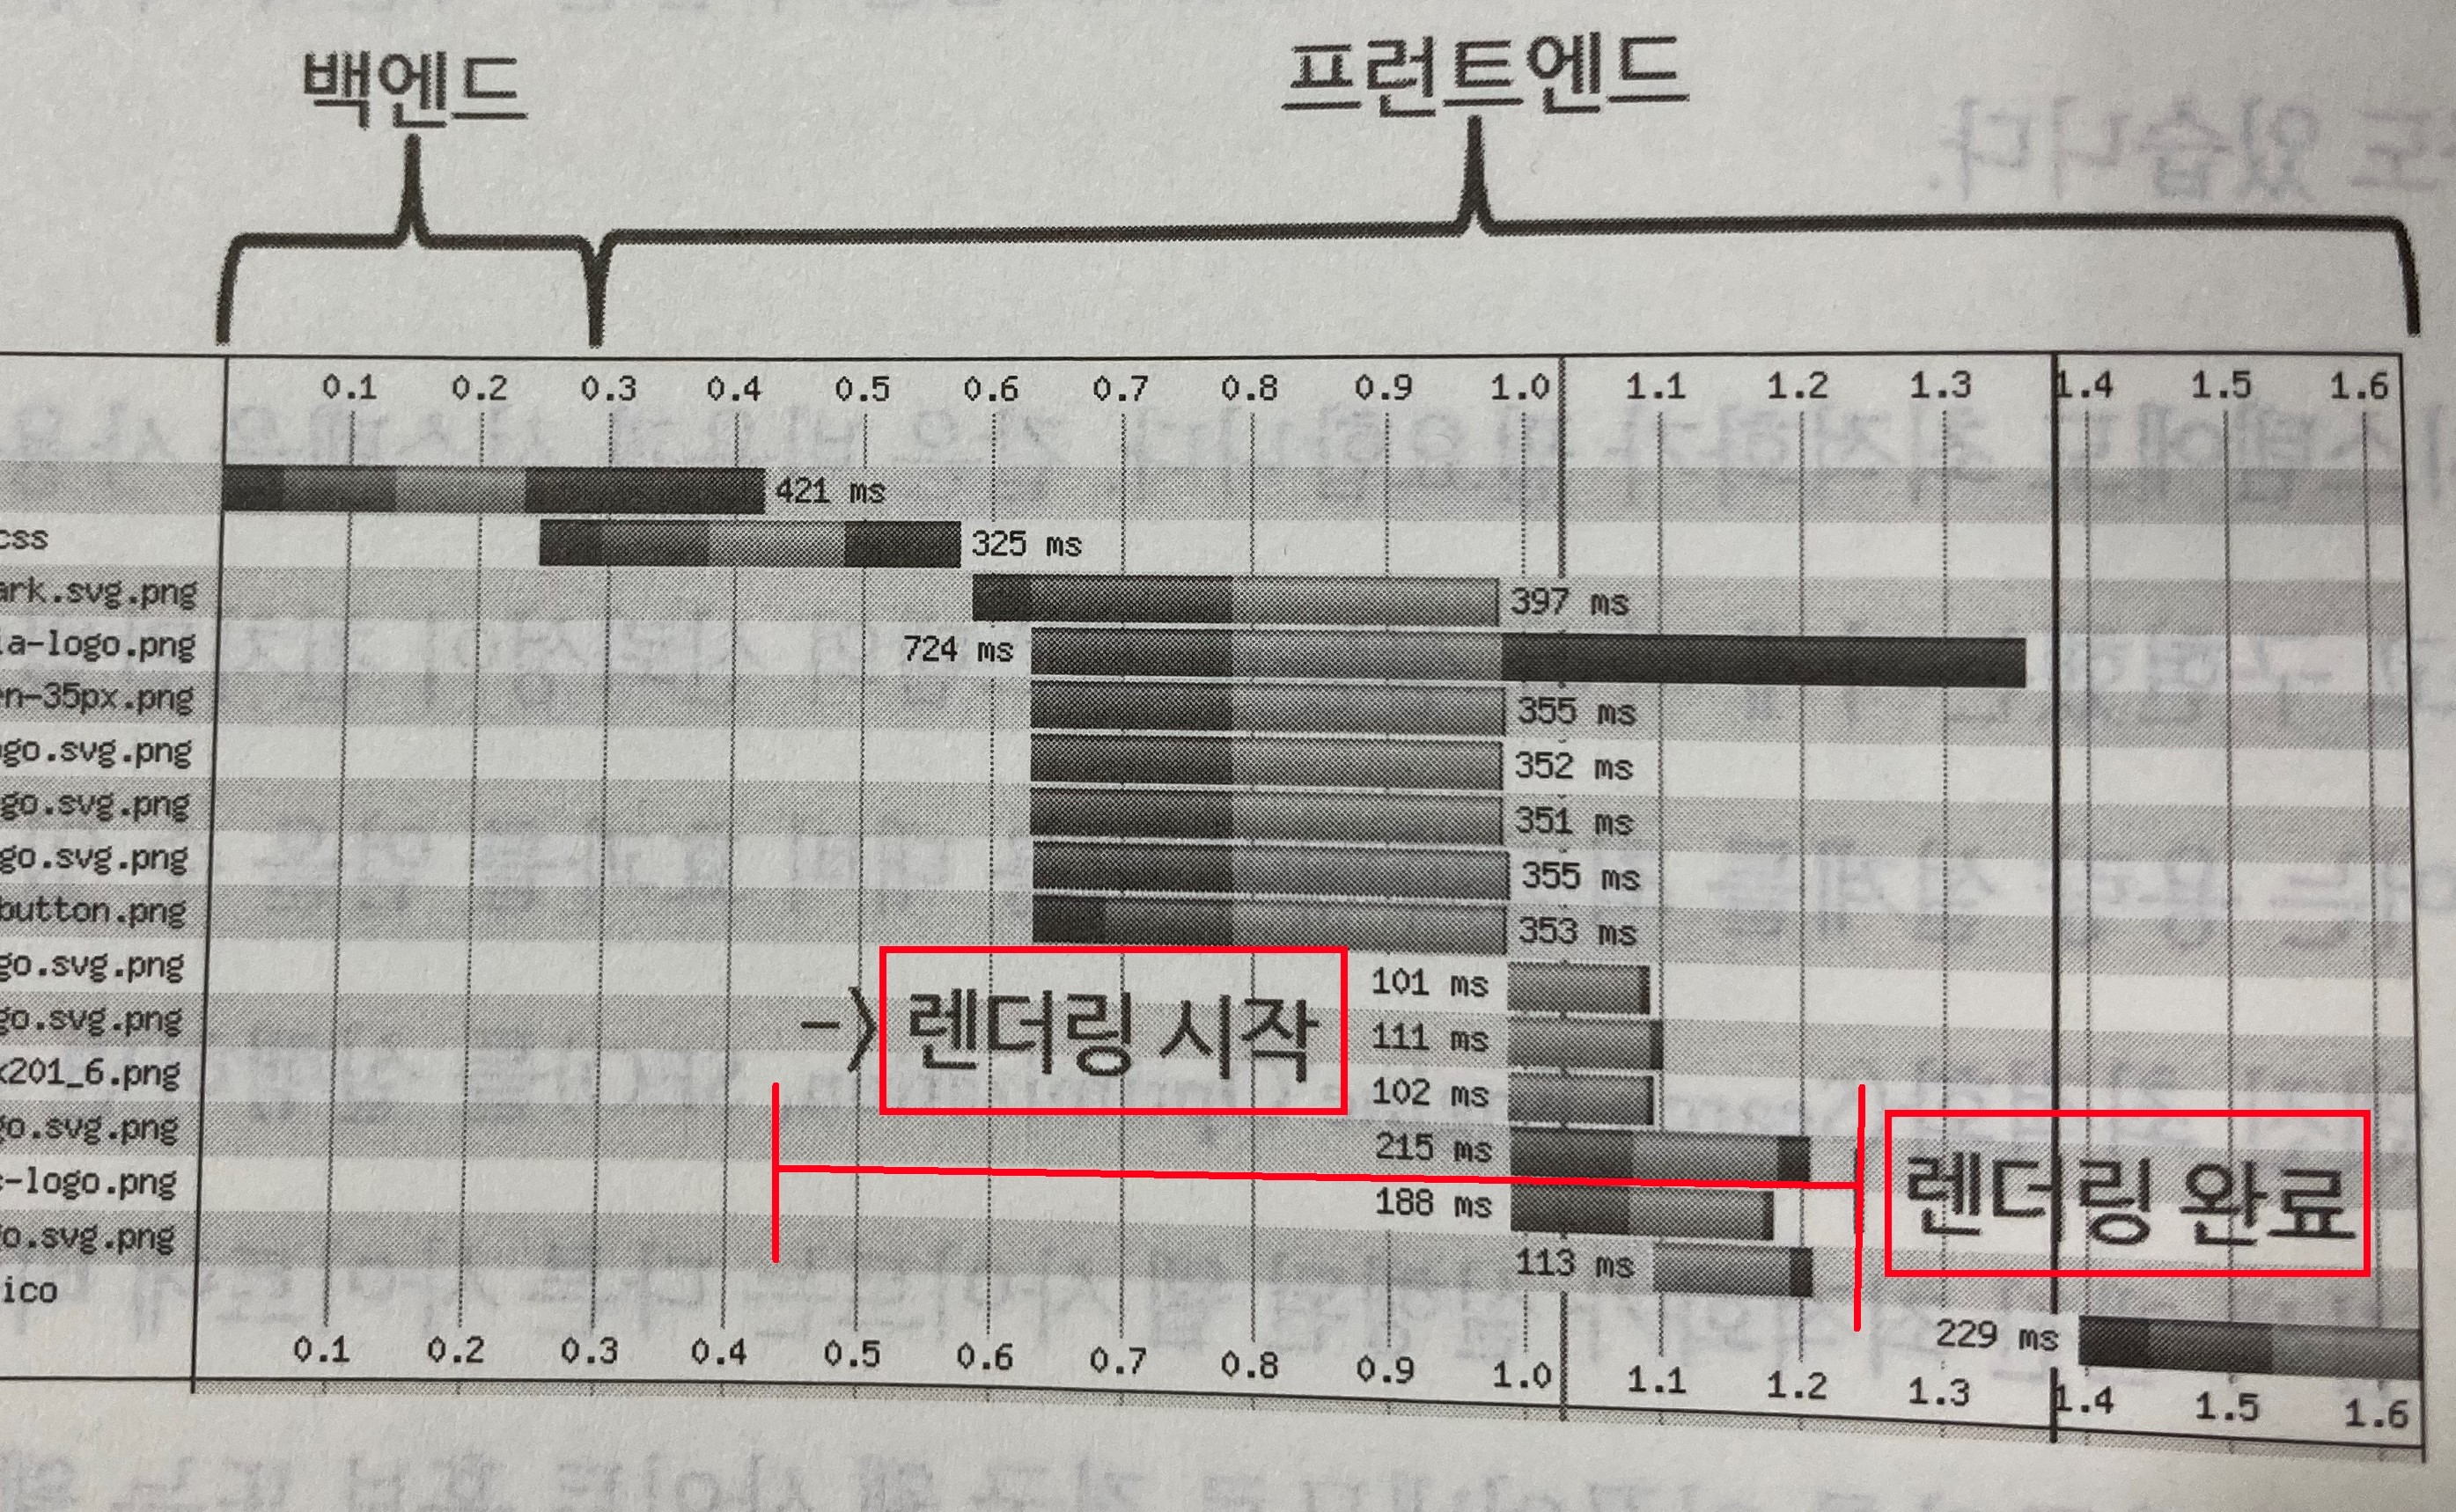 백엔드 프런트엔드
0.1 0.2 0.3 0.4 0.5 0.6 0.7 0.8 0.9 1.0 1.1 1.2 1.3 1.4 1.5 1.6
421 ms
css 325 ms
ark.svg.png 397 ms
ia-logo.png 724 ms
en-35px.png 355 ms
ogo.svg.png 352 ms
go.svg.png 351 ms
go.svg.png 355 ms
button.png 353 ms
go.svg.png 101 ms
go.svg.png -> 렌더링 시작 111 ms
x201_6.png 102 ms
go.svg.png 215 ms
c-logo.png 188 ms 렌더링 완료
o.svg.png 113 ms
ico 229 ms
0.1 0.2 0.3 0.4 0.5 0.6 0.7 0.8 0.9 1.0 1.1 1.2 1.3 1.4 1.5 1.6